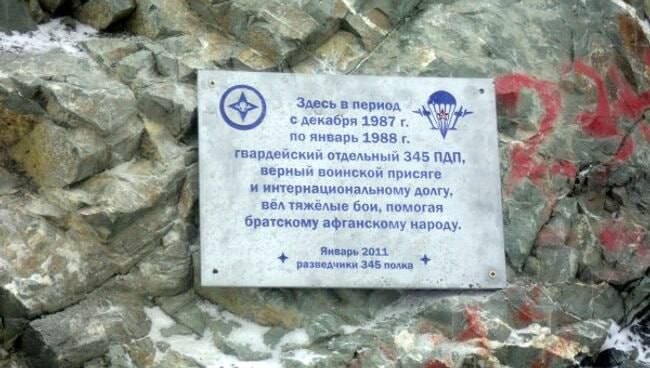 Здесь в период
с декабря 1987 г.
по январь 1988 г.
гвардейский отдельный 345 ПДП,
верный воинской присяге
и интернациональному долгу,
вёл тяжёлые бои, помогая
братскому афганскому народу.
Январь 2011
разведчики 345 полка